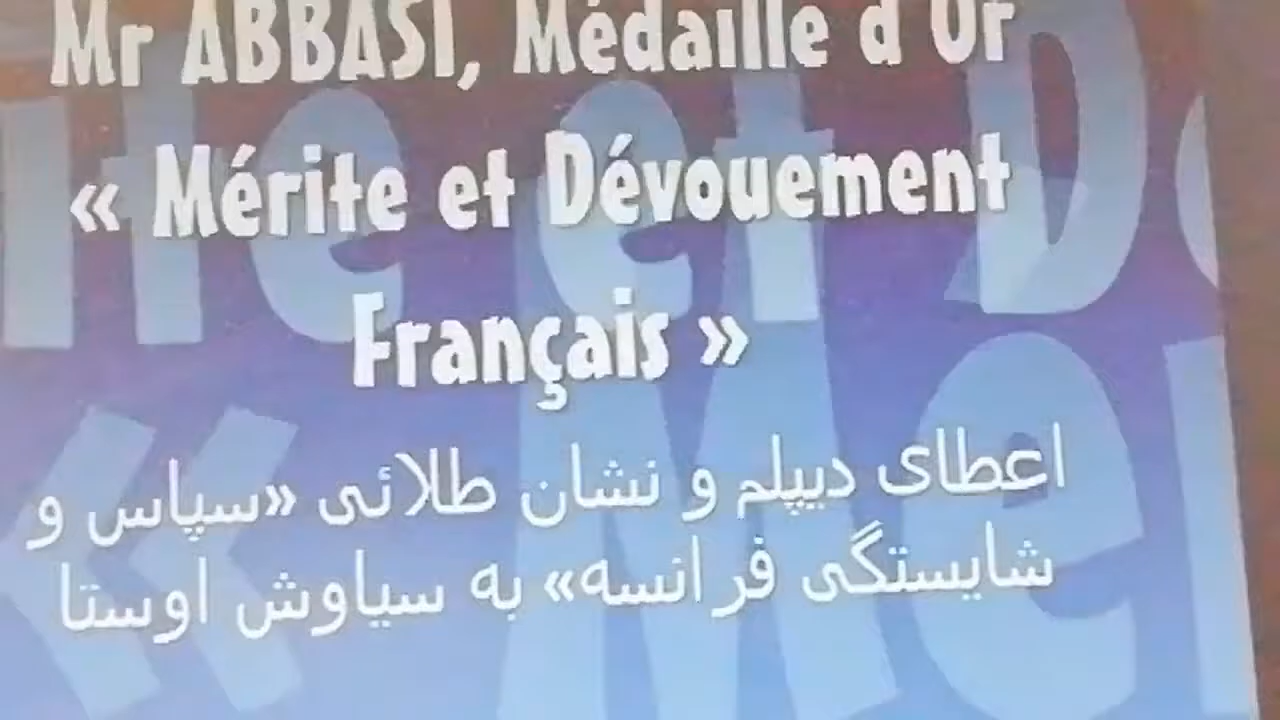 Mr ABBASI, Médaille d'Or
« Mérite et Dévouement
Français »
اعطای دیپلم و نشان طلائی «سپاس و
شایستگی فرانسه» به سیاوش اوستا